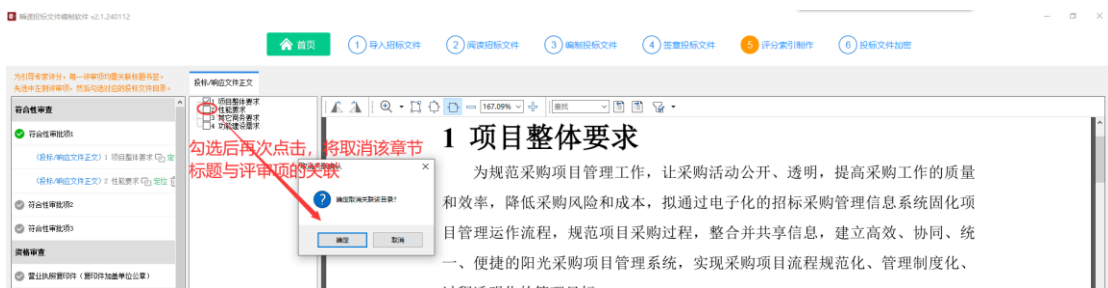 瞬速投标文件编制软件 v2.1.240112
首页
1 导入招标文件
2 阅读招标文件
3 编制投标文件
4 签章投标文件
5 评分索引制作
6 投标文件加密
为引导专家评分，每一评审项均需关联标题书签。
先选中左侧评审项，然后勾选对应的投标文件目录。
投标/响应文件正文
符合性审查
符合性审批项1
（投标/响应文件正文）1 项目整体要求 定
（投标/响应文件正文）2 性能要求 定位
符合性审批项2
符合性审批项3
资格审查
营业执照复印件（复印件加盖单位公章）
1 项目整体要求
2 性能要求
3 其它商务要求
4 功能建设需求
勾选后再次点击，将取消该章节
标题与评审项的关联
确定取消关联该目录?
确定
取消
167.09%
查找
1 项目整体要求
为规范采购项目管理工作，让采购活动公开、透明，提高采购工作的质量
和效率，降低采购风险和成本，拟通过电子化的招标采购管理信息系统固化项
目管理运作流程，规范项目采购过程，整合并共享信息，建立高效、协同、统
一、便捷的阳光采购项目管理系统，实现采购项目流程规范化、管理制度化、